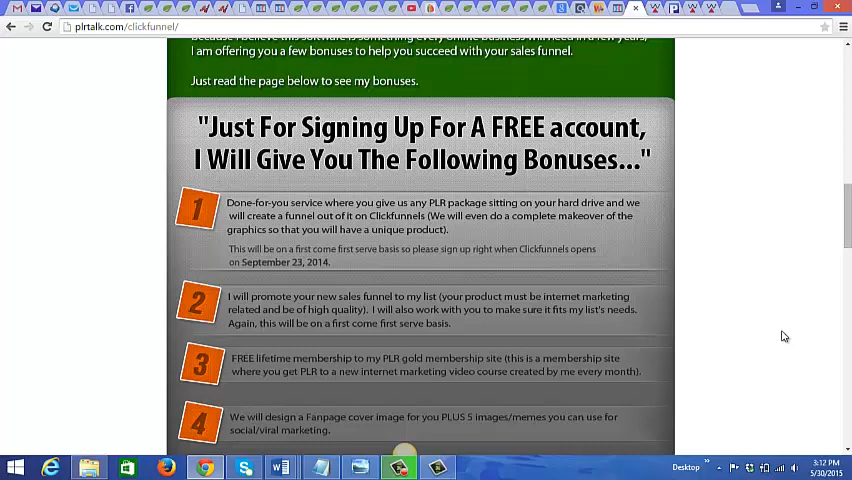 plrtalk.com/clickfunnel/
I am offering you a few bonuses to help you succeed with your sales funnel.
Just read the page below to see my bonuses.
"Just For Signing Up For A FREE account,
I Will Give You The Following Bonuses..."
1
Done-for-you service where you give us any PLR package sitting on your hard drive and we
will create a funnel out of it on Clickfunnels (We will even do a complete makeover of the
graphics so that you will have a unique product).
This will be on a first come first serve basis so please sign up right when Clickfunnels opens
on September 23, 2014.
2
I will promote your new sales funnel to my list (your product must be internet marketing
related and be of high quality). I will also work with you to make sure it fits my list's needs.
Again, this will be on a first come first serve basis.
3
FREE lifetime membership to my PLR gold membership site (this is a membership site
where you get PLR to a new internet marketing video course created by me every month).
4
We will design a Fanpage cover image for you PLUS 5 images/memes you can use for
social/viral marketing.
Desktop
3:12 PM
5/30/2015